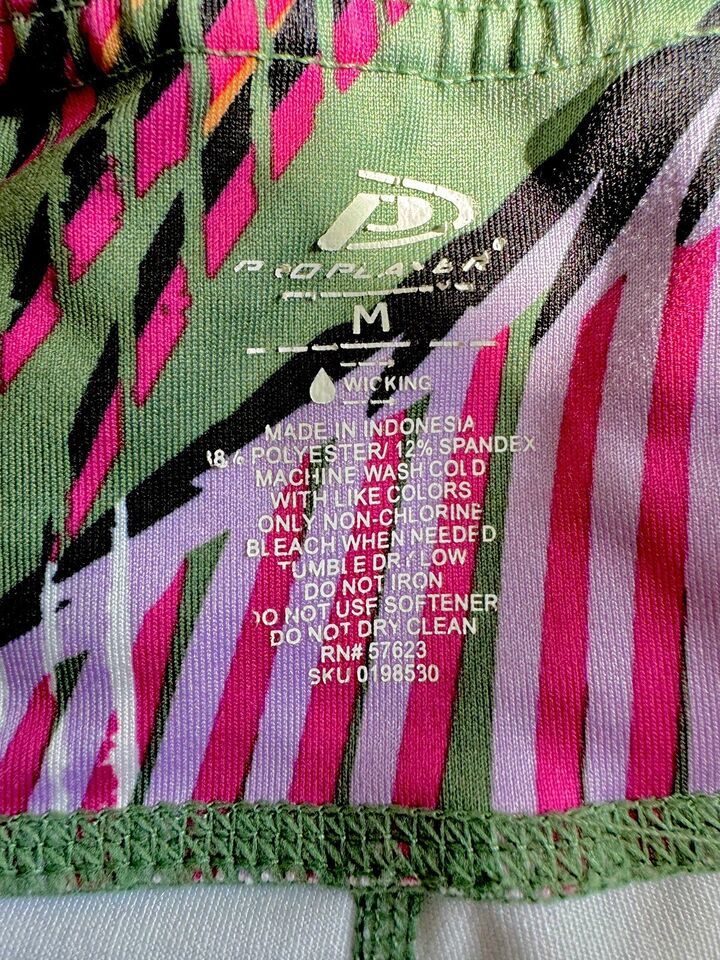 PROPLAYER®
M
WICKING
MADE IN INDONESIA
88% POLYESTER/ 12% SPANDEX
MACHINE WASH COLD
WITH LIKE COLORS
ONLY NON-CHLORINE
BLEACH WHEN NEEDED
TUMBLE DRY LOW
DO NOT IRON
DO NOT USE SOFTENER
DO NOT DRY CLEAN
RN# 57623
SKU 0198530